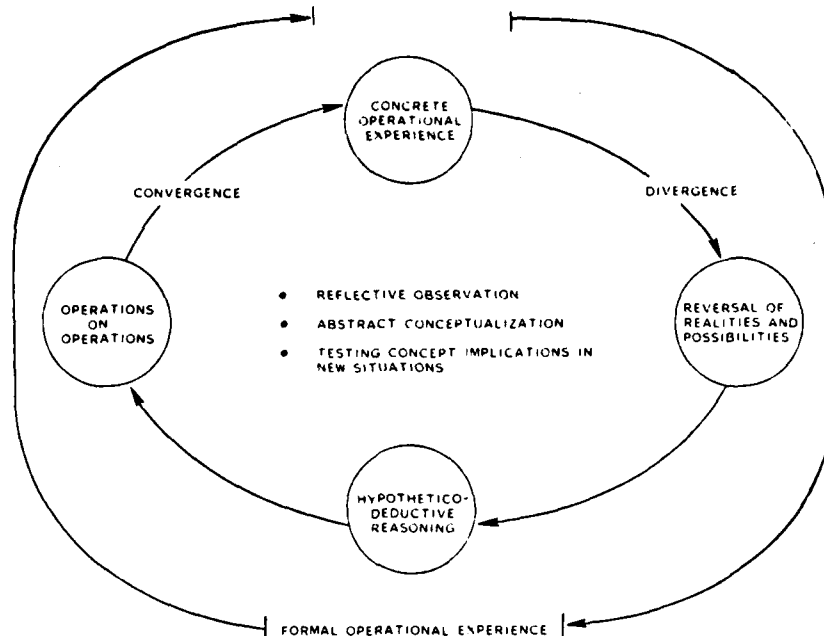 CONCRETE
OPERATIONAL
EXPERIENCE
CONVERGENCE
DIVERGENCE
OPERATIONS
ON
OPERATIONS
• REFLECTIVE OBSERVATION
• ABSTRACT CONCEPTUALIZATION
• TESTING CONCEPT IMPLICATIONS IN
NEW SITUATIONS
REVERSAL OF
REALITIES AND
POSSIBILITIES
HYPOTHETICO-
DEDUCTIVE
REASONING
FORMAL OPERATIONAL EXPERIENCE